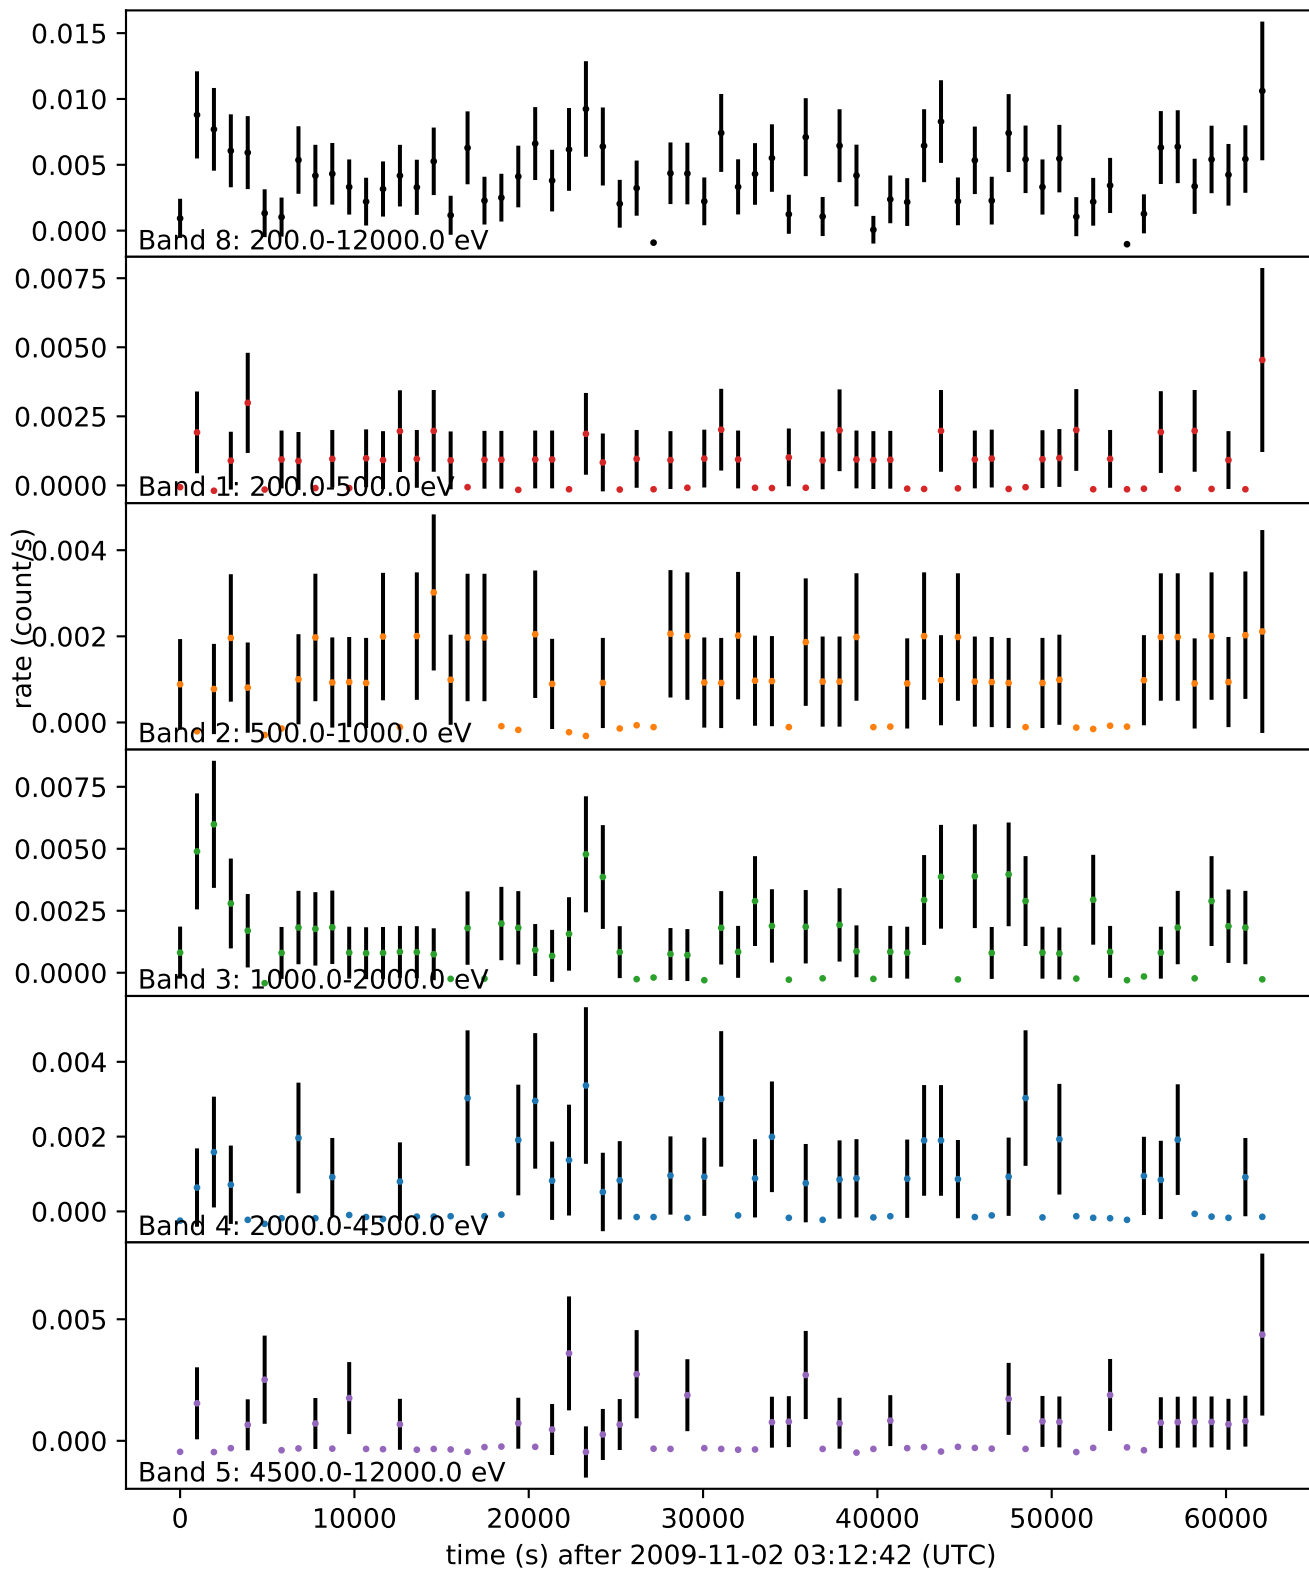 0.015
0.010
0.005
0.000
Band 8: 200.0-12000.0 eV
0.0075
0.0050
0.0025
0.0000
Band 1: 200.0-500.0 eV
rate (count/s)
0.004
0.002
0.000
Band 2: 500.0-1000.0 eV
0.0075
0.0050
0.0025
0.0000
Band 3: 1000.0-2000.0 eV
0.004
0.002
0.000
Band 4: 2000.0-4500.0 eV
0.005
0.000
Band 5: 4500.0-12000.0 eV
0 10000 20000 30000 40000 50000 60000
time (s) after 2009-11-02 03:12:42 (UTC)